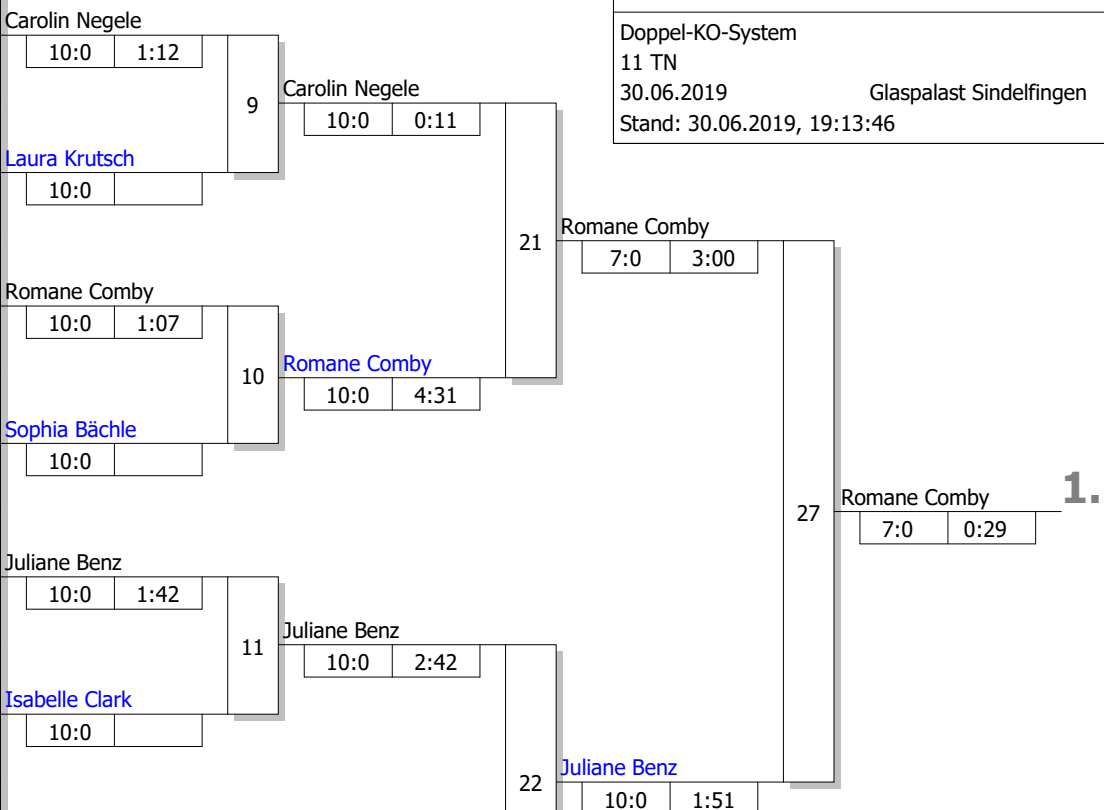 Doppel-KO-System
11 TN
30.06.2019 Glaspalast Sindelfingen
Stand: 30.06.2019, 19:13:46
Carolin Negele
10:0 1:12
9
Carolin Negele
10:0 0:11
Laura Krutsch
10:0
21
Romane Comby
7:0 3:00
Romane Comby
10:0 1:07
10
Romane Comby
10:0 4:31
Sophia Bächle
10:0
27
Romane Comby
7:0 0:29
1.
Juliane Benz
10:0 1:42
11
Juliane Benz
10:0 2:42
Isabelle Clark
10:0
22
Juliane Benz
10:0 1:51